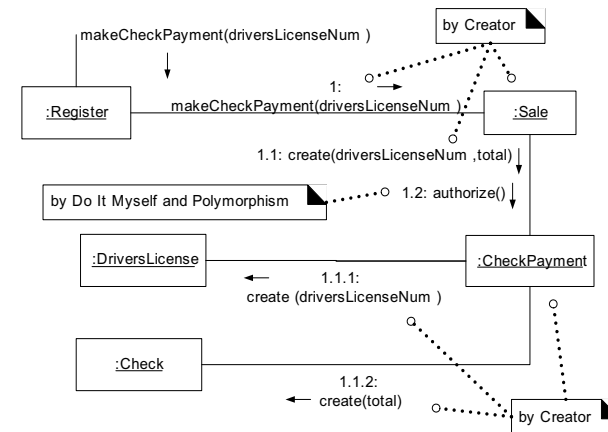 makeCheckPayment(driversLicenseNum )
by Creator
1:
makeCheckPayment(driversLicenseNum )
:Register
:Sale
1.1: create(driversLicenseNum ,total)
1.2: authorize()
by Do It Myself and Polymorphism
:DriversLicense
:CheckPayment
1.1.1:
create (driversLicenseNum )
:Check
1.1.2:
create(total)
by Creator